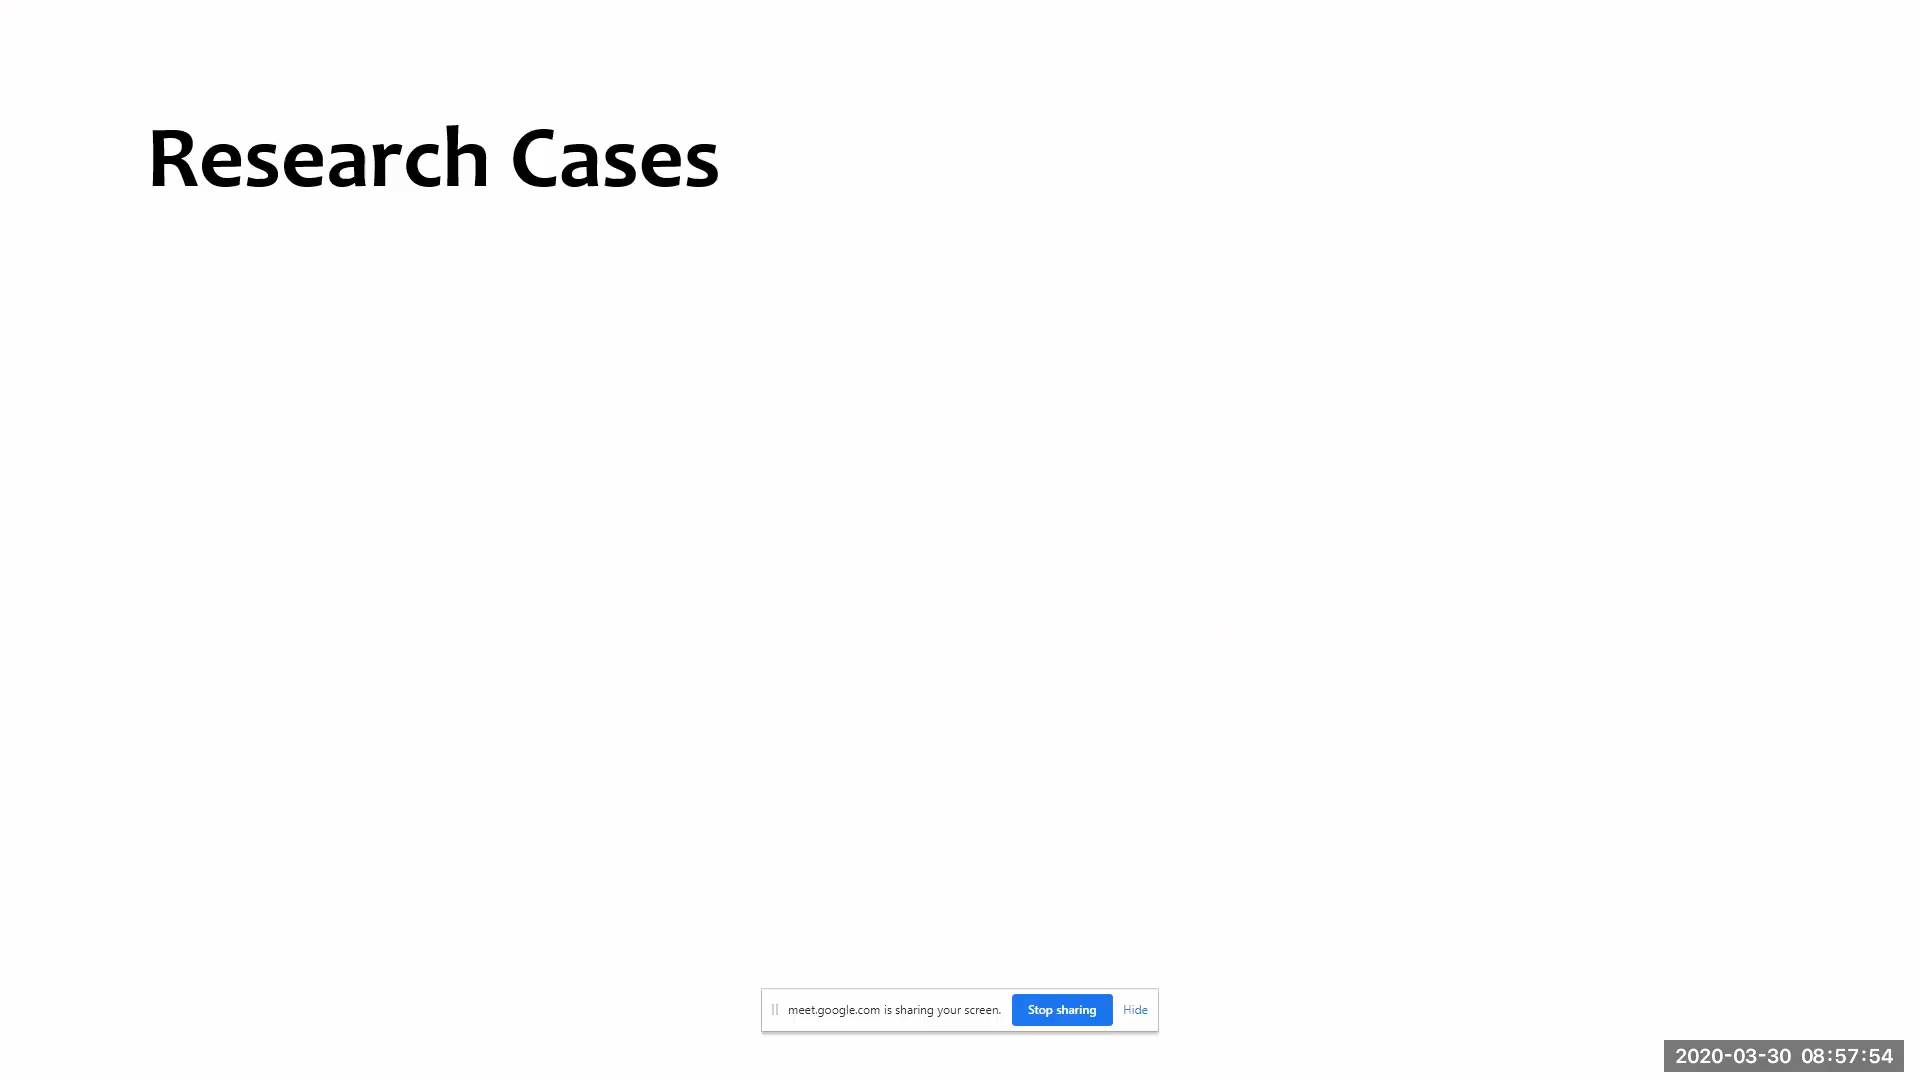 Research Cases
meet.google.com is sharing your screen. Stop sharing Hide
2020-03-30 08:57:54